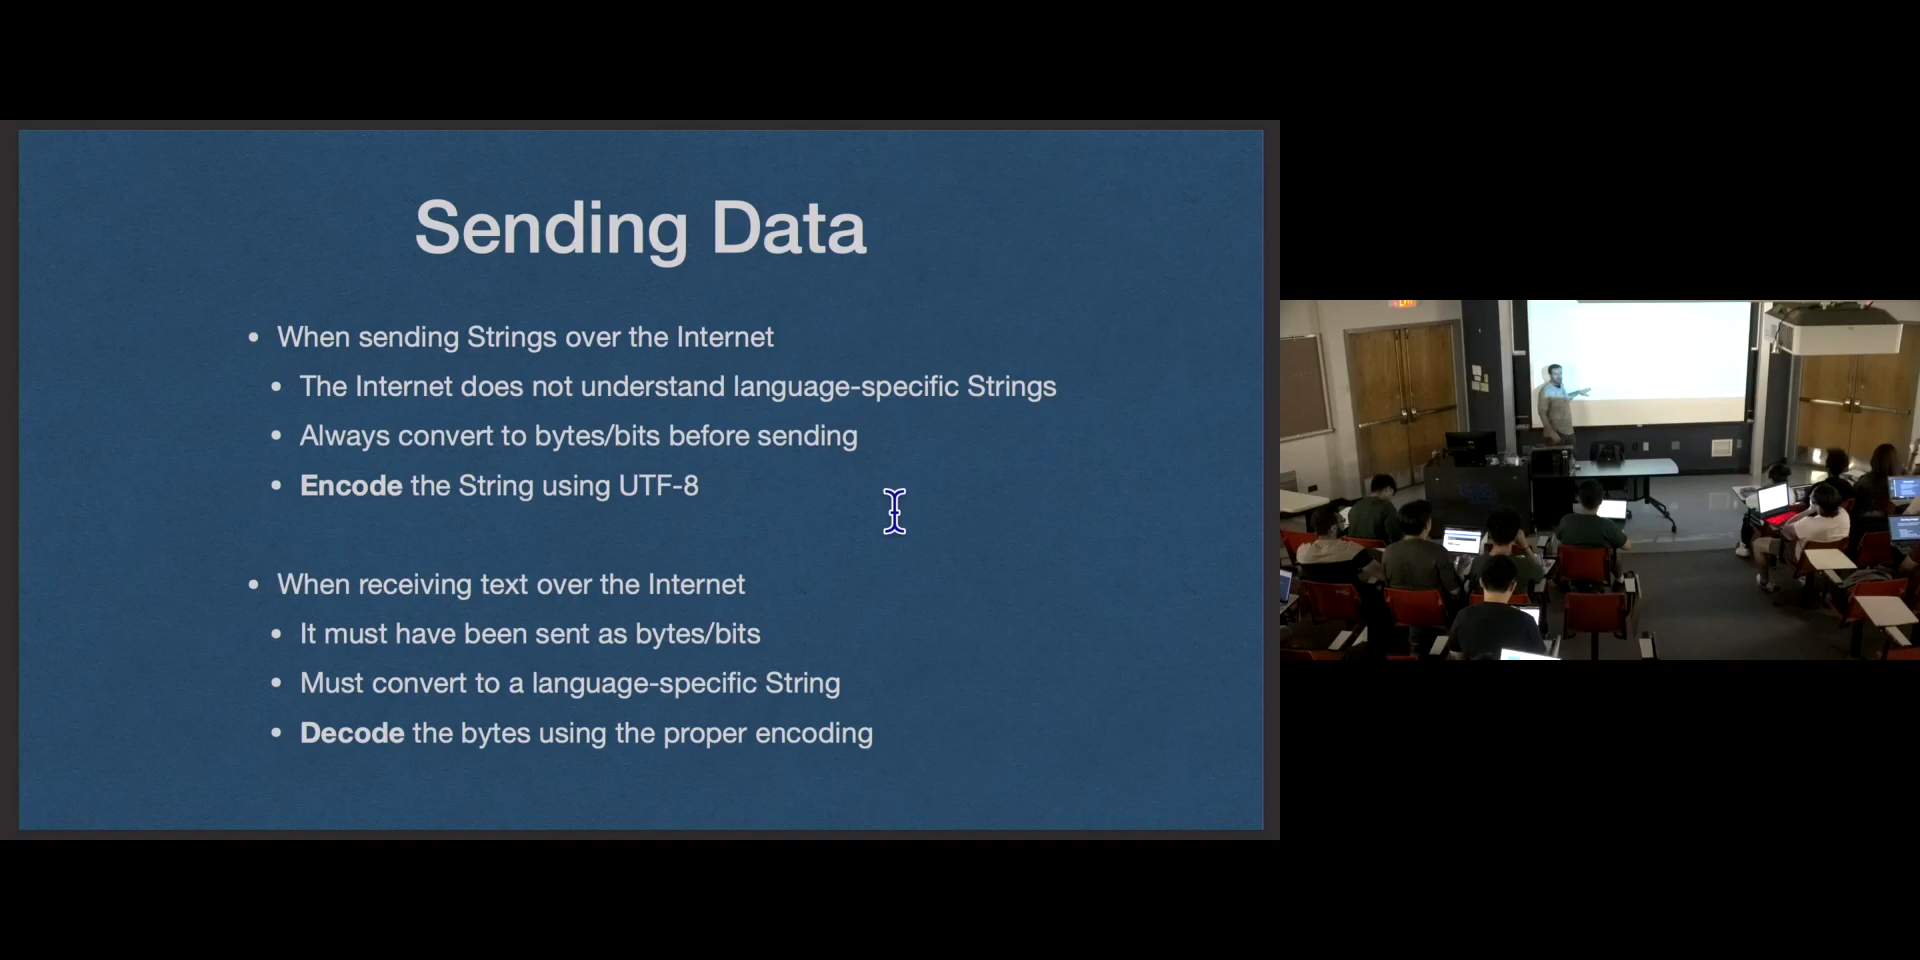 Sending Data
• When sending Strings over the Internet
• The Internet does not understand language-specific Strings
• Always convert to bytes/bits before sending
• Encode the String using UTF-8
• When receiving text over the Internet
• It must have been sent as bytes/bits
• Must convert to a language-specific String
• Decode the bytes using the proper encoding